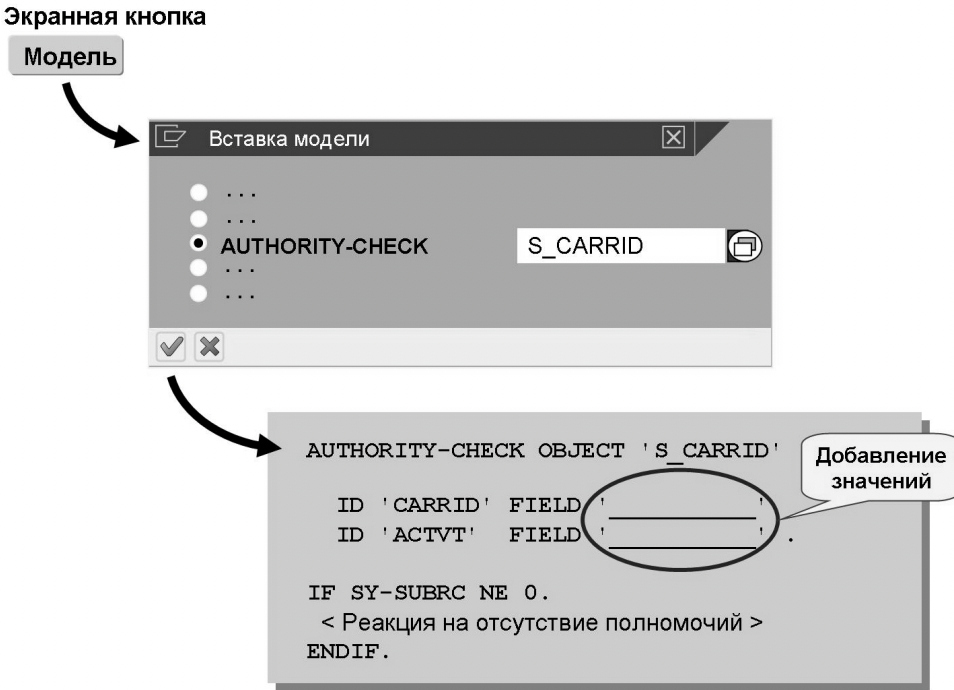 Экранная кнопка
Модель
Вставка модели
...
...
AUTHORITY-CHECK S_CARRID
...
...
AUTHORITY-CHECK OBJECT 'S_CARRID'
Добавление
значений
ID 'CARRID' FIELD '__________'
ID 'ACTVT' FIELD '__________' .
IF SY-SUBRC NE 0.
< Реакция на отсутствие полномочий >
ENDIF.